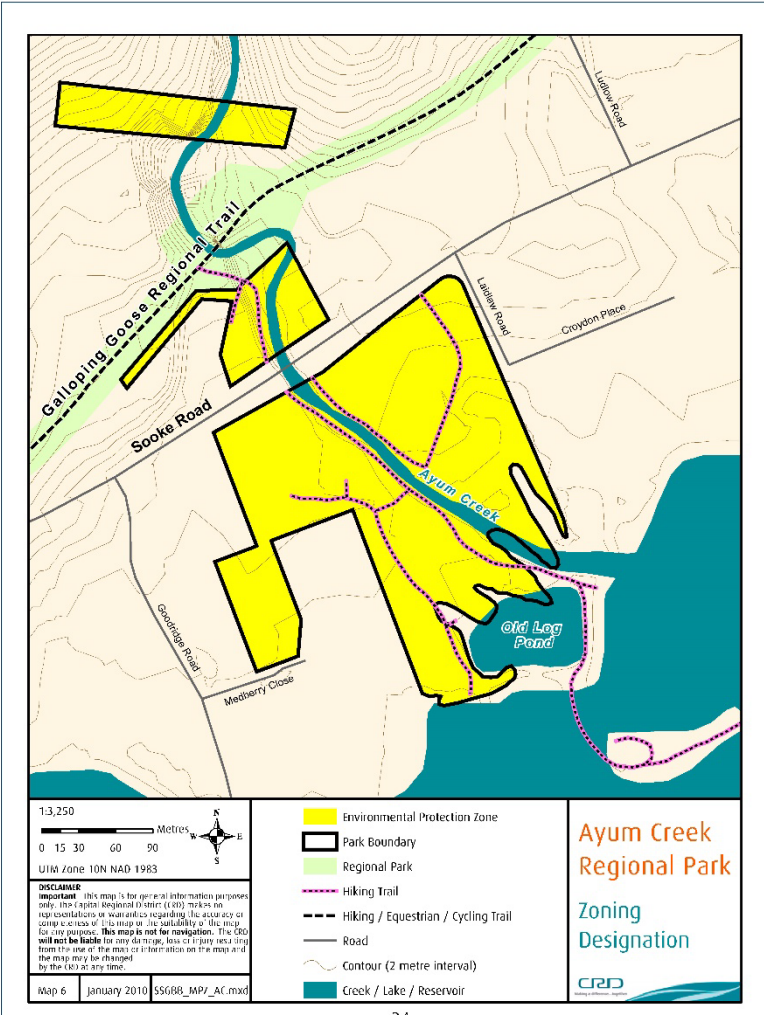 Ludlow Road
Galloping Goose Regional Trail
Laidlaw Road
Croydon Place
Sooke Road
Ayum Creek
Old Log
Pond
Goodridge Road
Medberry Close
1:3,250
Metres
0 15 30 60 90
N
W E
S
UTM Zone 10N NAD 1983
DISCLAIMER
Important This map is for general information purposes
only. The Capital Regional District (CRD) makes no
representations or warranties regarding the accuracy or
completeness of this map or the suitability of the map
for any purpose. This map is not for navigation. The CRD
will not be liable for any damage, loss or injury resulting
from the use of the map or information on the map and
the map may be changed
by the CRD at any time.
Map 6 January 2010 SSGBB_MP7_AC.mxd
Environmental Protection Zone
Park Boundary
Regional Park
Hiking Trail
Hiking / Equestrian / Cycling Trail
Road
Contour (2 metre interval)
Creek / Lake / Reservoir
Ayum Creek
Regional Park
Zoning
Designation
CRD